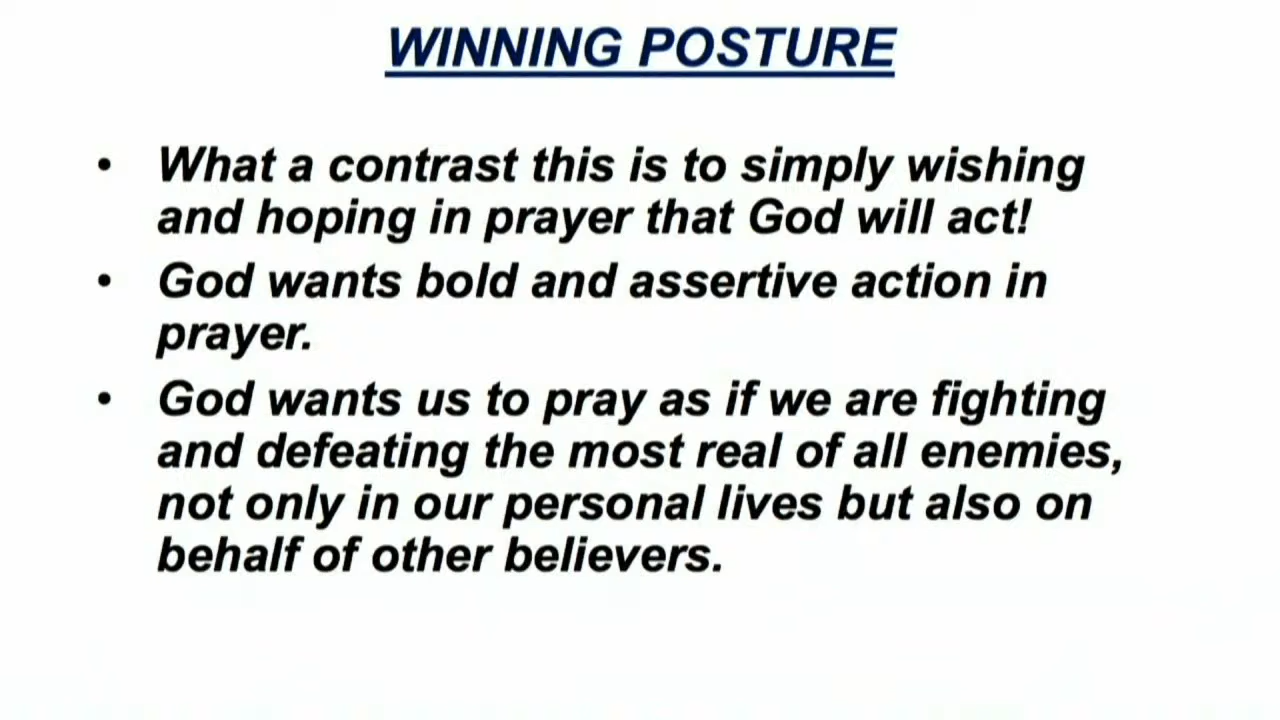 WINNING POSTURE
• What a contrast this is to simply wishing
and hoping in prayer that God will act!
• God wants bold and assertive action in
prayer.
• God wants us to pray as if we are fighting
and defeating the most real of all enemies,
not only in our personal lives but also on
behalf of other believers.